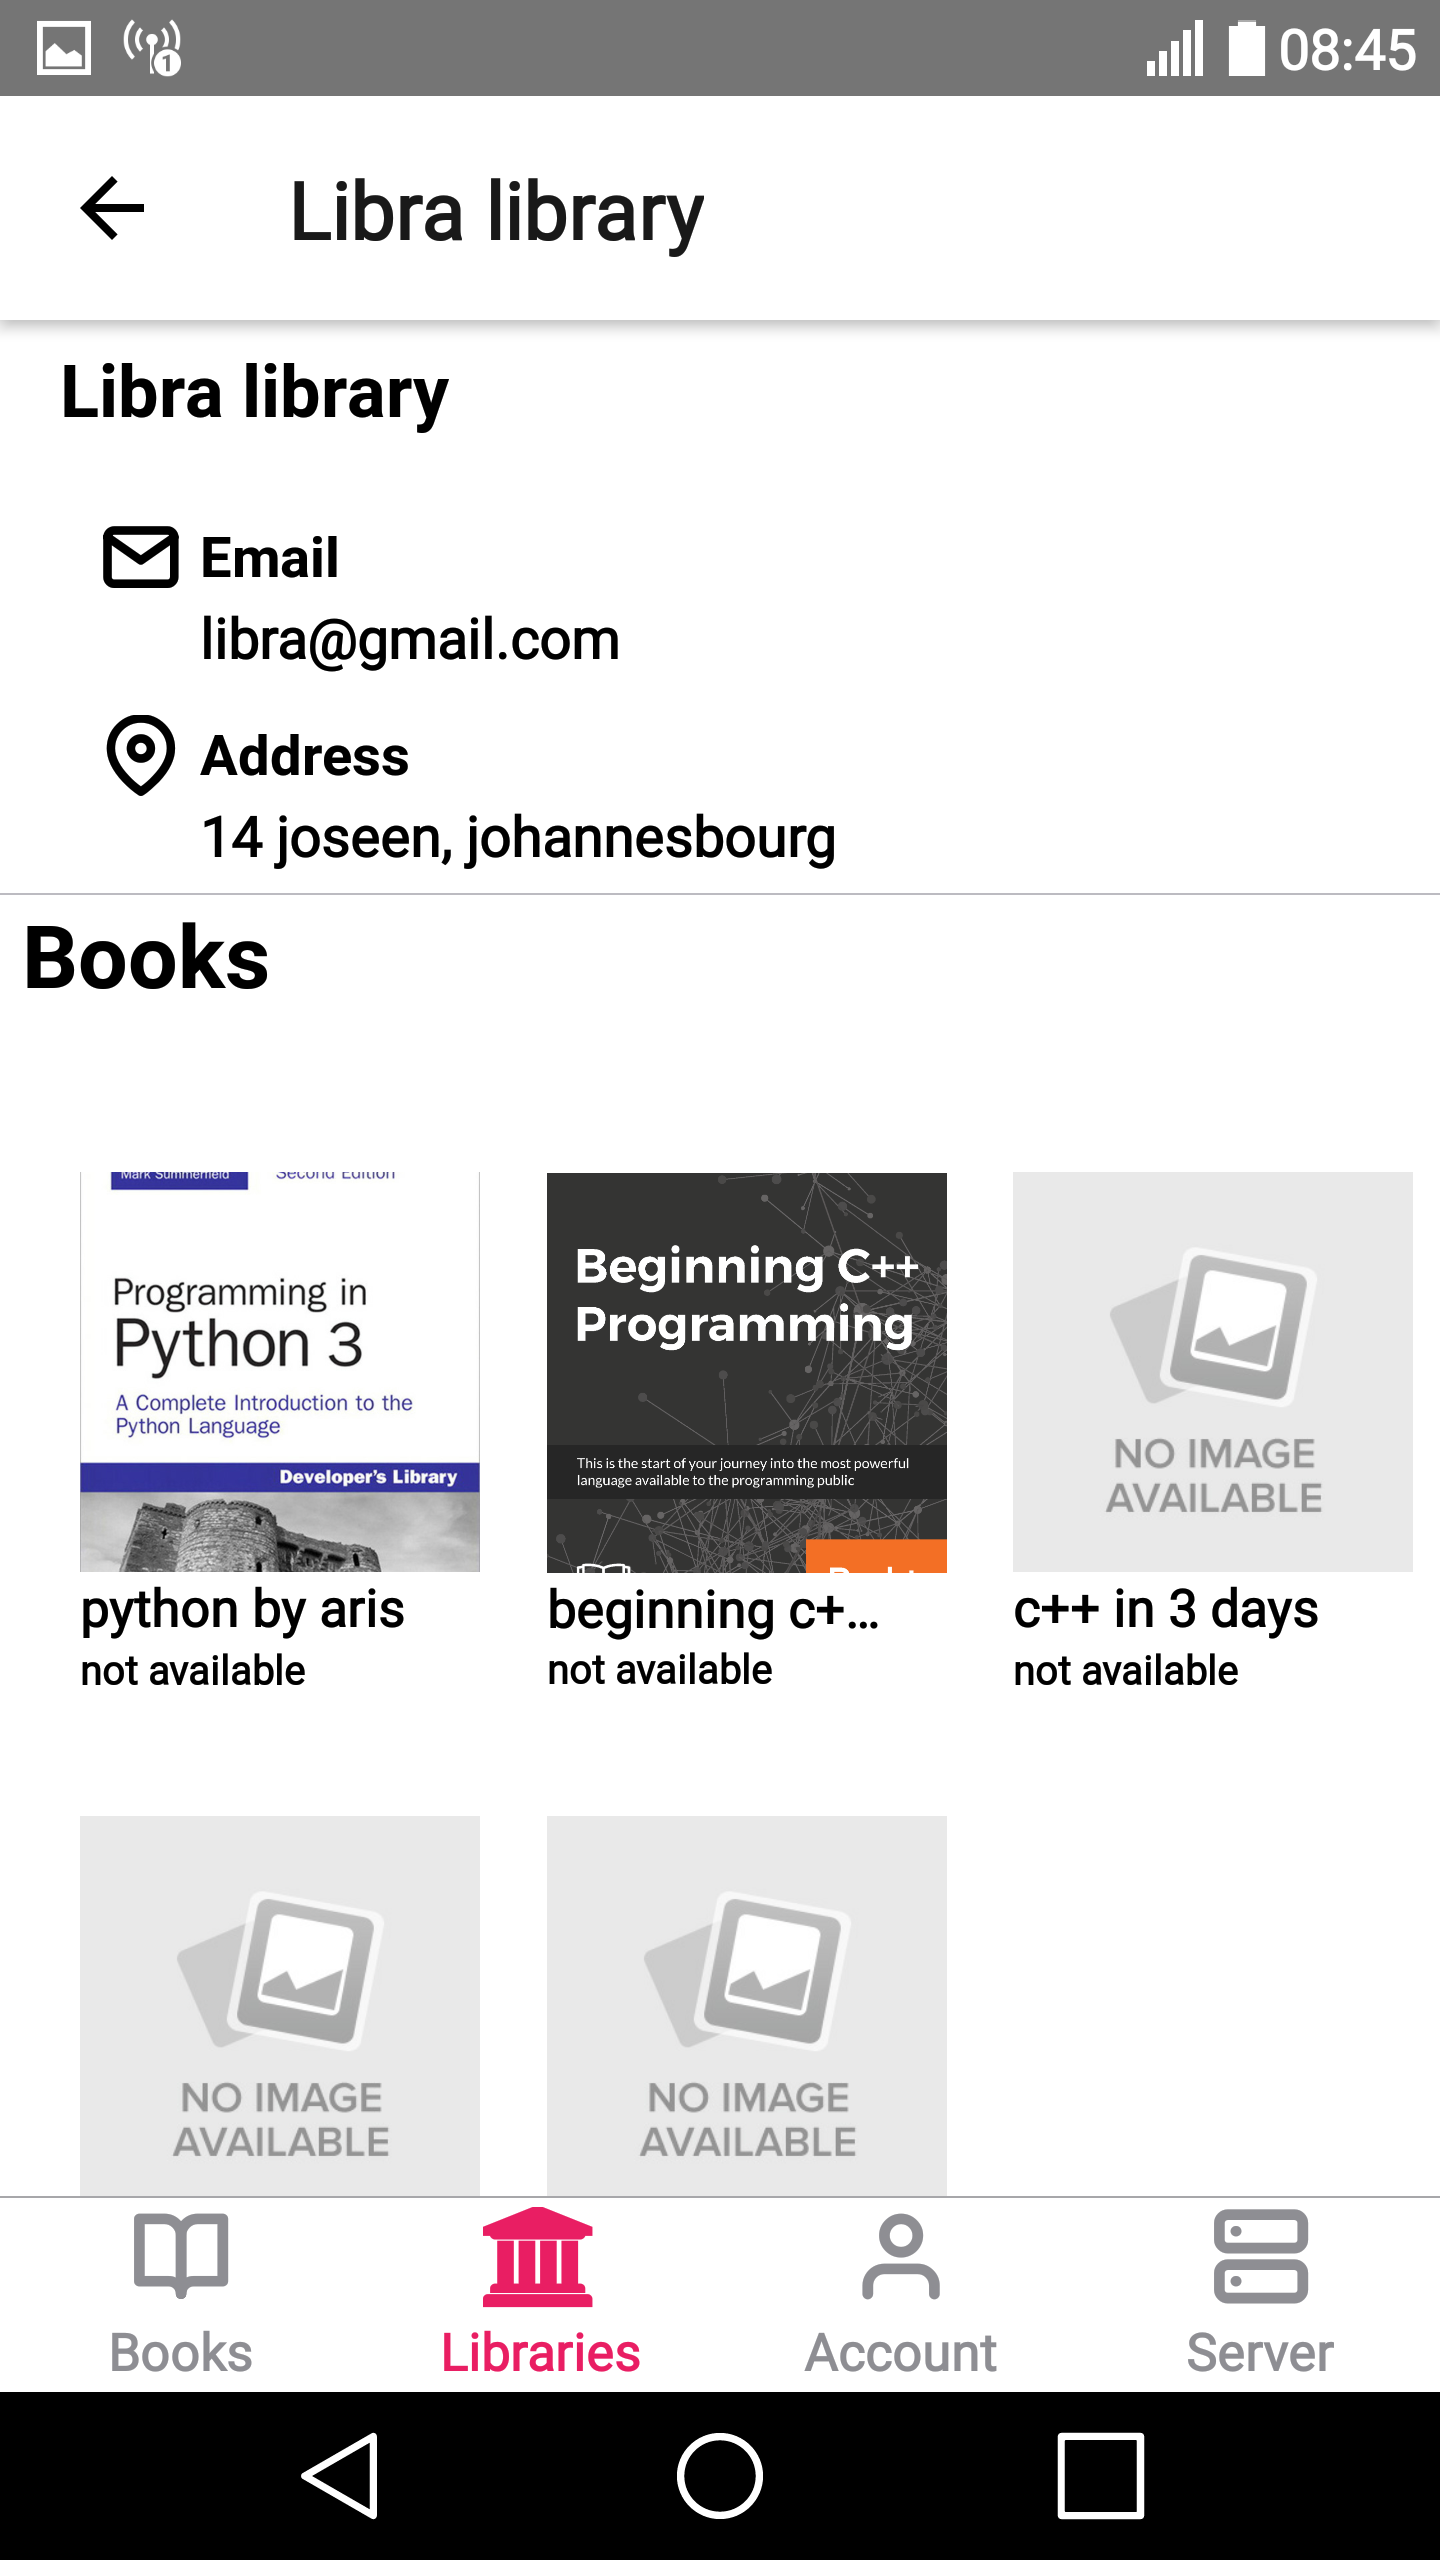 1
08:45
Libra library
Libra library
Email
libra@gmail.com
Address
14 joseen, johannesbourg
Books
Mark Summerfield Second Edition
Programming in
Python 3
A Complete Introduction to the
Python Language
Developer's Library
Beginning C++
Programming
This is the start of your journey into the most powerful
language available to the programming public
NO IMAGE
AVAILABLE
python by aris
not available
beginning c+...
not available
c++ in 3 days
not available
NO IMAGE
AVAILABLE
NO IMAGE
AVAILABLE
Books
Libraries
Account
Server